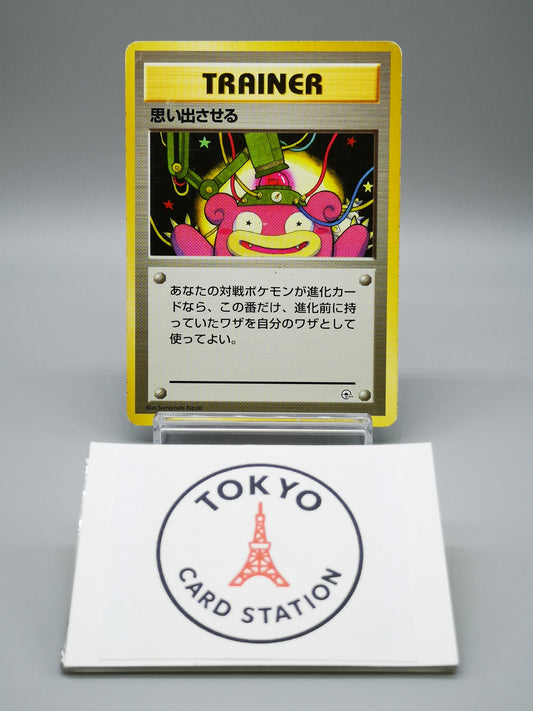 TRAINER
思い出させる
あなたの対戦ポケモンが進化カー
ドなら、この番だけ、進化前に持
っていたワザを自分のワザとして
使ってよい。
Illus. Sumiyoshi Kizuki
TOKYO
CARD STATION